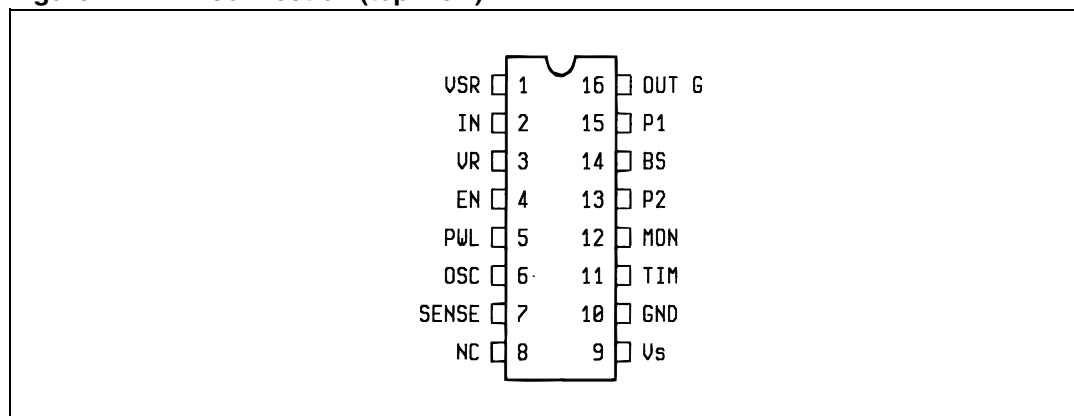 VSR 1 16 OUT G
IN 2 15 P1
VR 3 14 BS
EN 4 13 P2
PWL 5 12 MON
OSC 6 11 TIM
SENSE 7 10 GND
NC 8 9 Vs